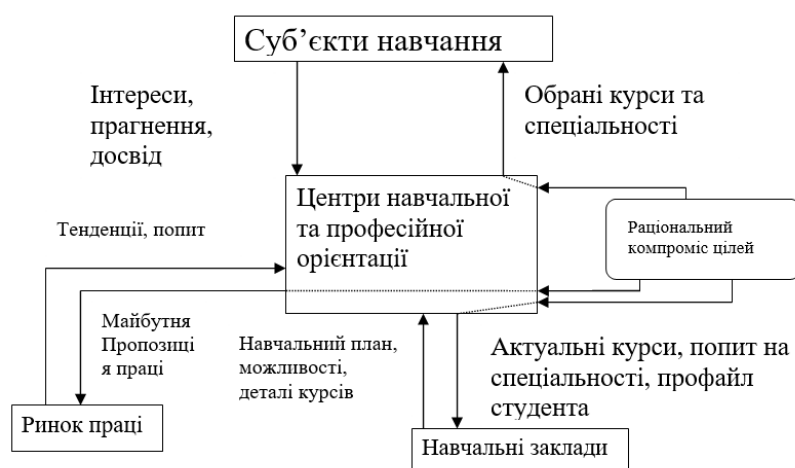 Суб’єкти навчання
Інтереси,
прагнення,
досвід
Обрані курси та
спеціальності
Центри навчальної
та професійної
орієнтації
Раціональний
компроміс цілей
Тенденції, попит
Майбутня
Пропозиці
я праці
Навчальний план,
можливості,
деталі курсів
Актуальні курси, попит на
спеціальності, профайл
студента
Ринок праці
Навчальні заклади